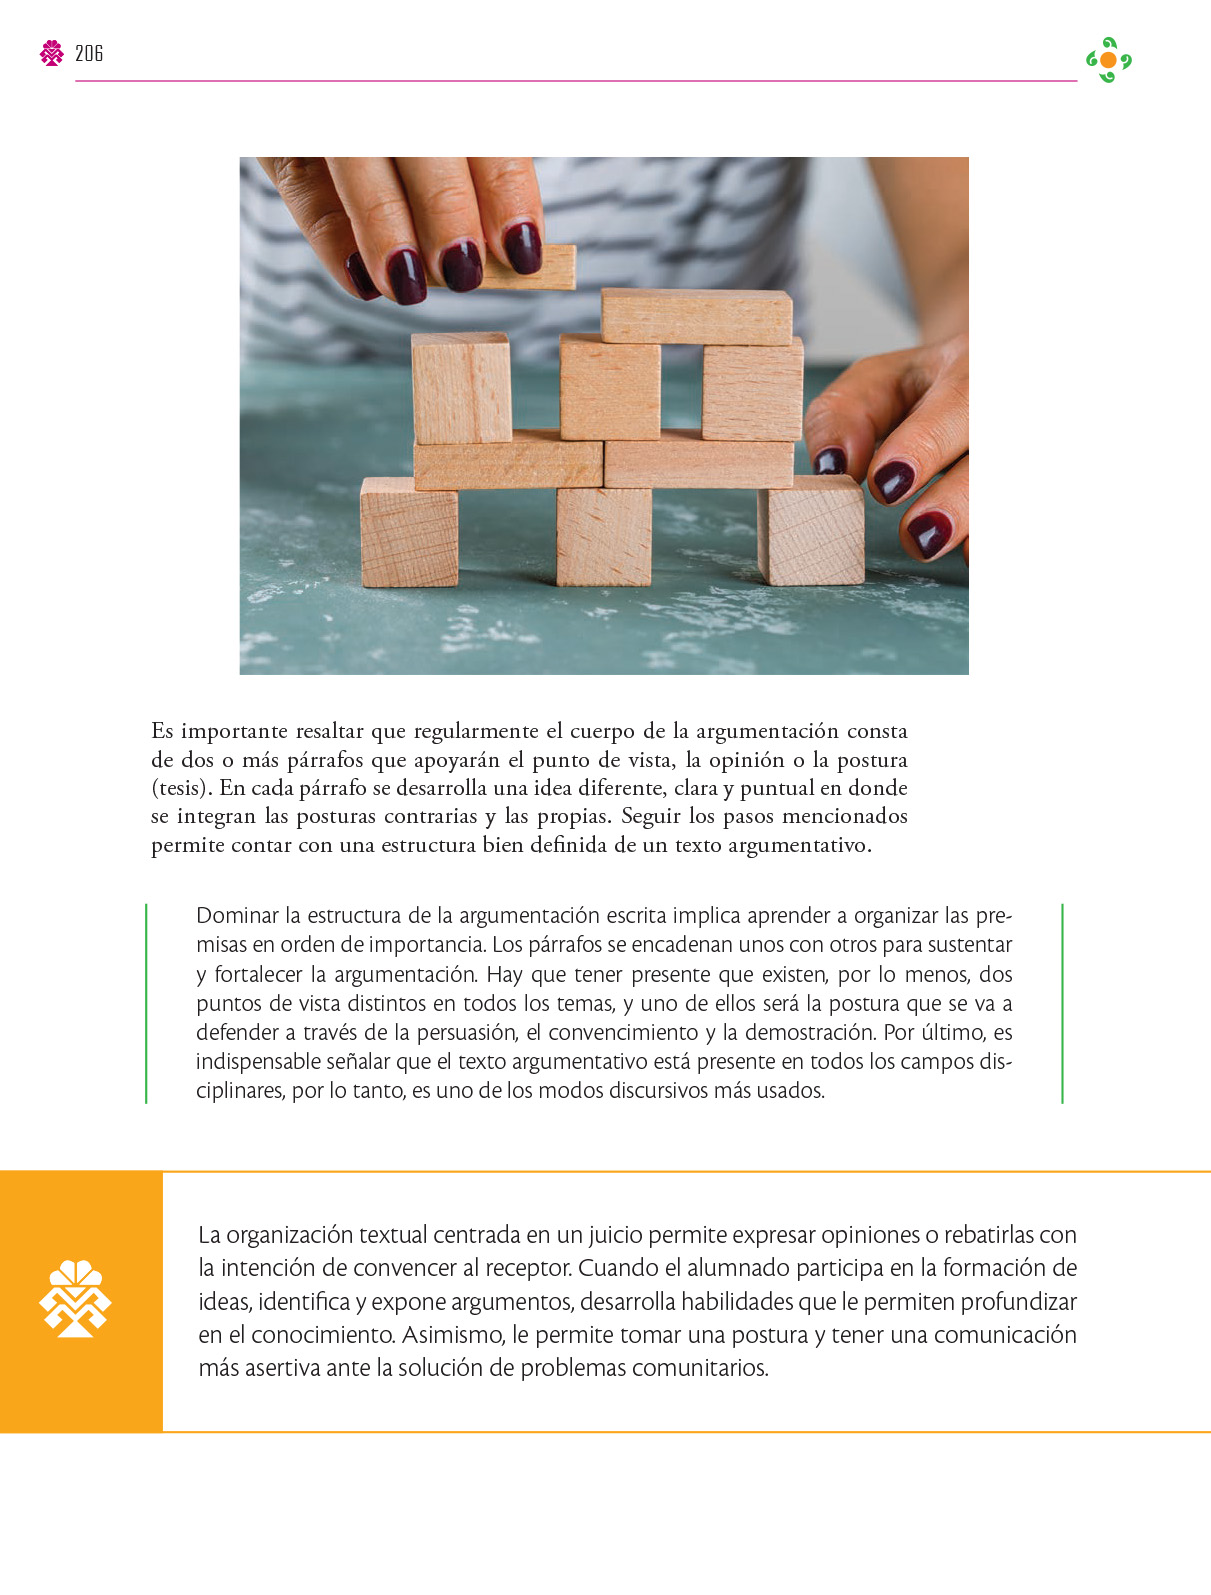 206
Es importante resaltar que regularmente el cuerpo de la argumentación consta
de dos o más párrafos que apoyarán el punto de vista, la opinión o la postura
(tesis). En cada párrafo se desarrolla una idea diferente, clara y puntual en donde
se integran las posturas contrarias y las propias. Seguir los pasos mencionados
permite contar con una estructura bien definida de un texto argumentativo.
Dominar la estructura de la argumentación escrita implica aprender a organizar las pre-
misas en orden de importancia. Los párrafos se encadenan unos con otros para sustentar
y fortalecer la argumentación. Hay que tener presente que existen, por lo menos, dos
puntos de vista distintos en todos los temas, y uno de ellos será la postura que se va a
defender a través de la persuasión, el convencimiento y la demostración. Por último, es
indispensable señalar que el texto argumentativo está presente en todos los campos dis-
ciplinares, por lo tanto, es uno de los modos discursivos más usados.
La organización textual centrada en un juicio permite expresar opiniones o rebatirlas con
la intención de convencer al receptor. Cuando el alumnado participa en la formación de
ideas, identifica y expone argumentos, desarrolla habilidades que le permiten profundizar
en el conocimiento. Asimismo, le permite tomar una postura y tener una comunicación
más asertiva ante la solución de problemas comunitarios.